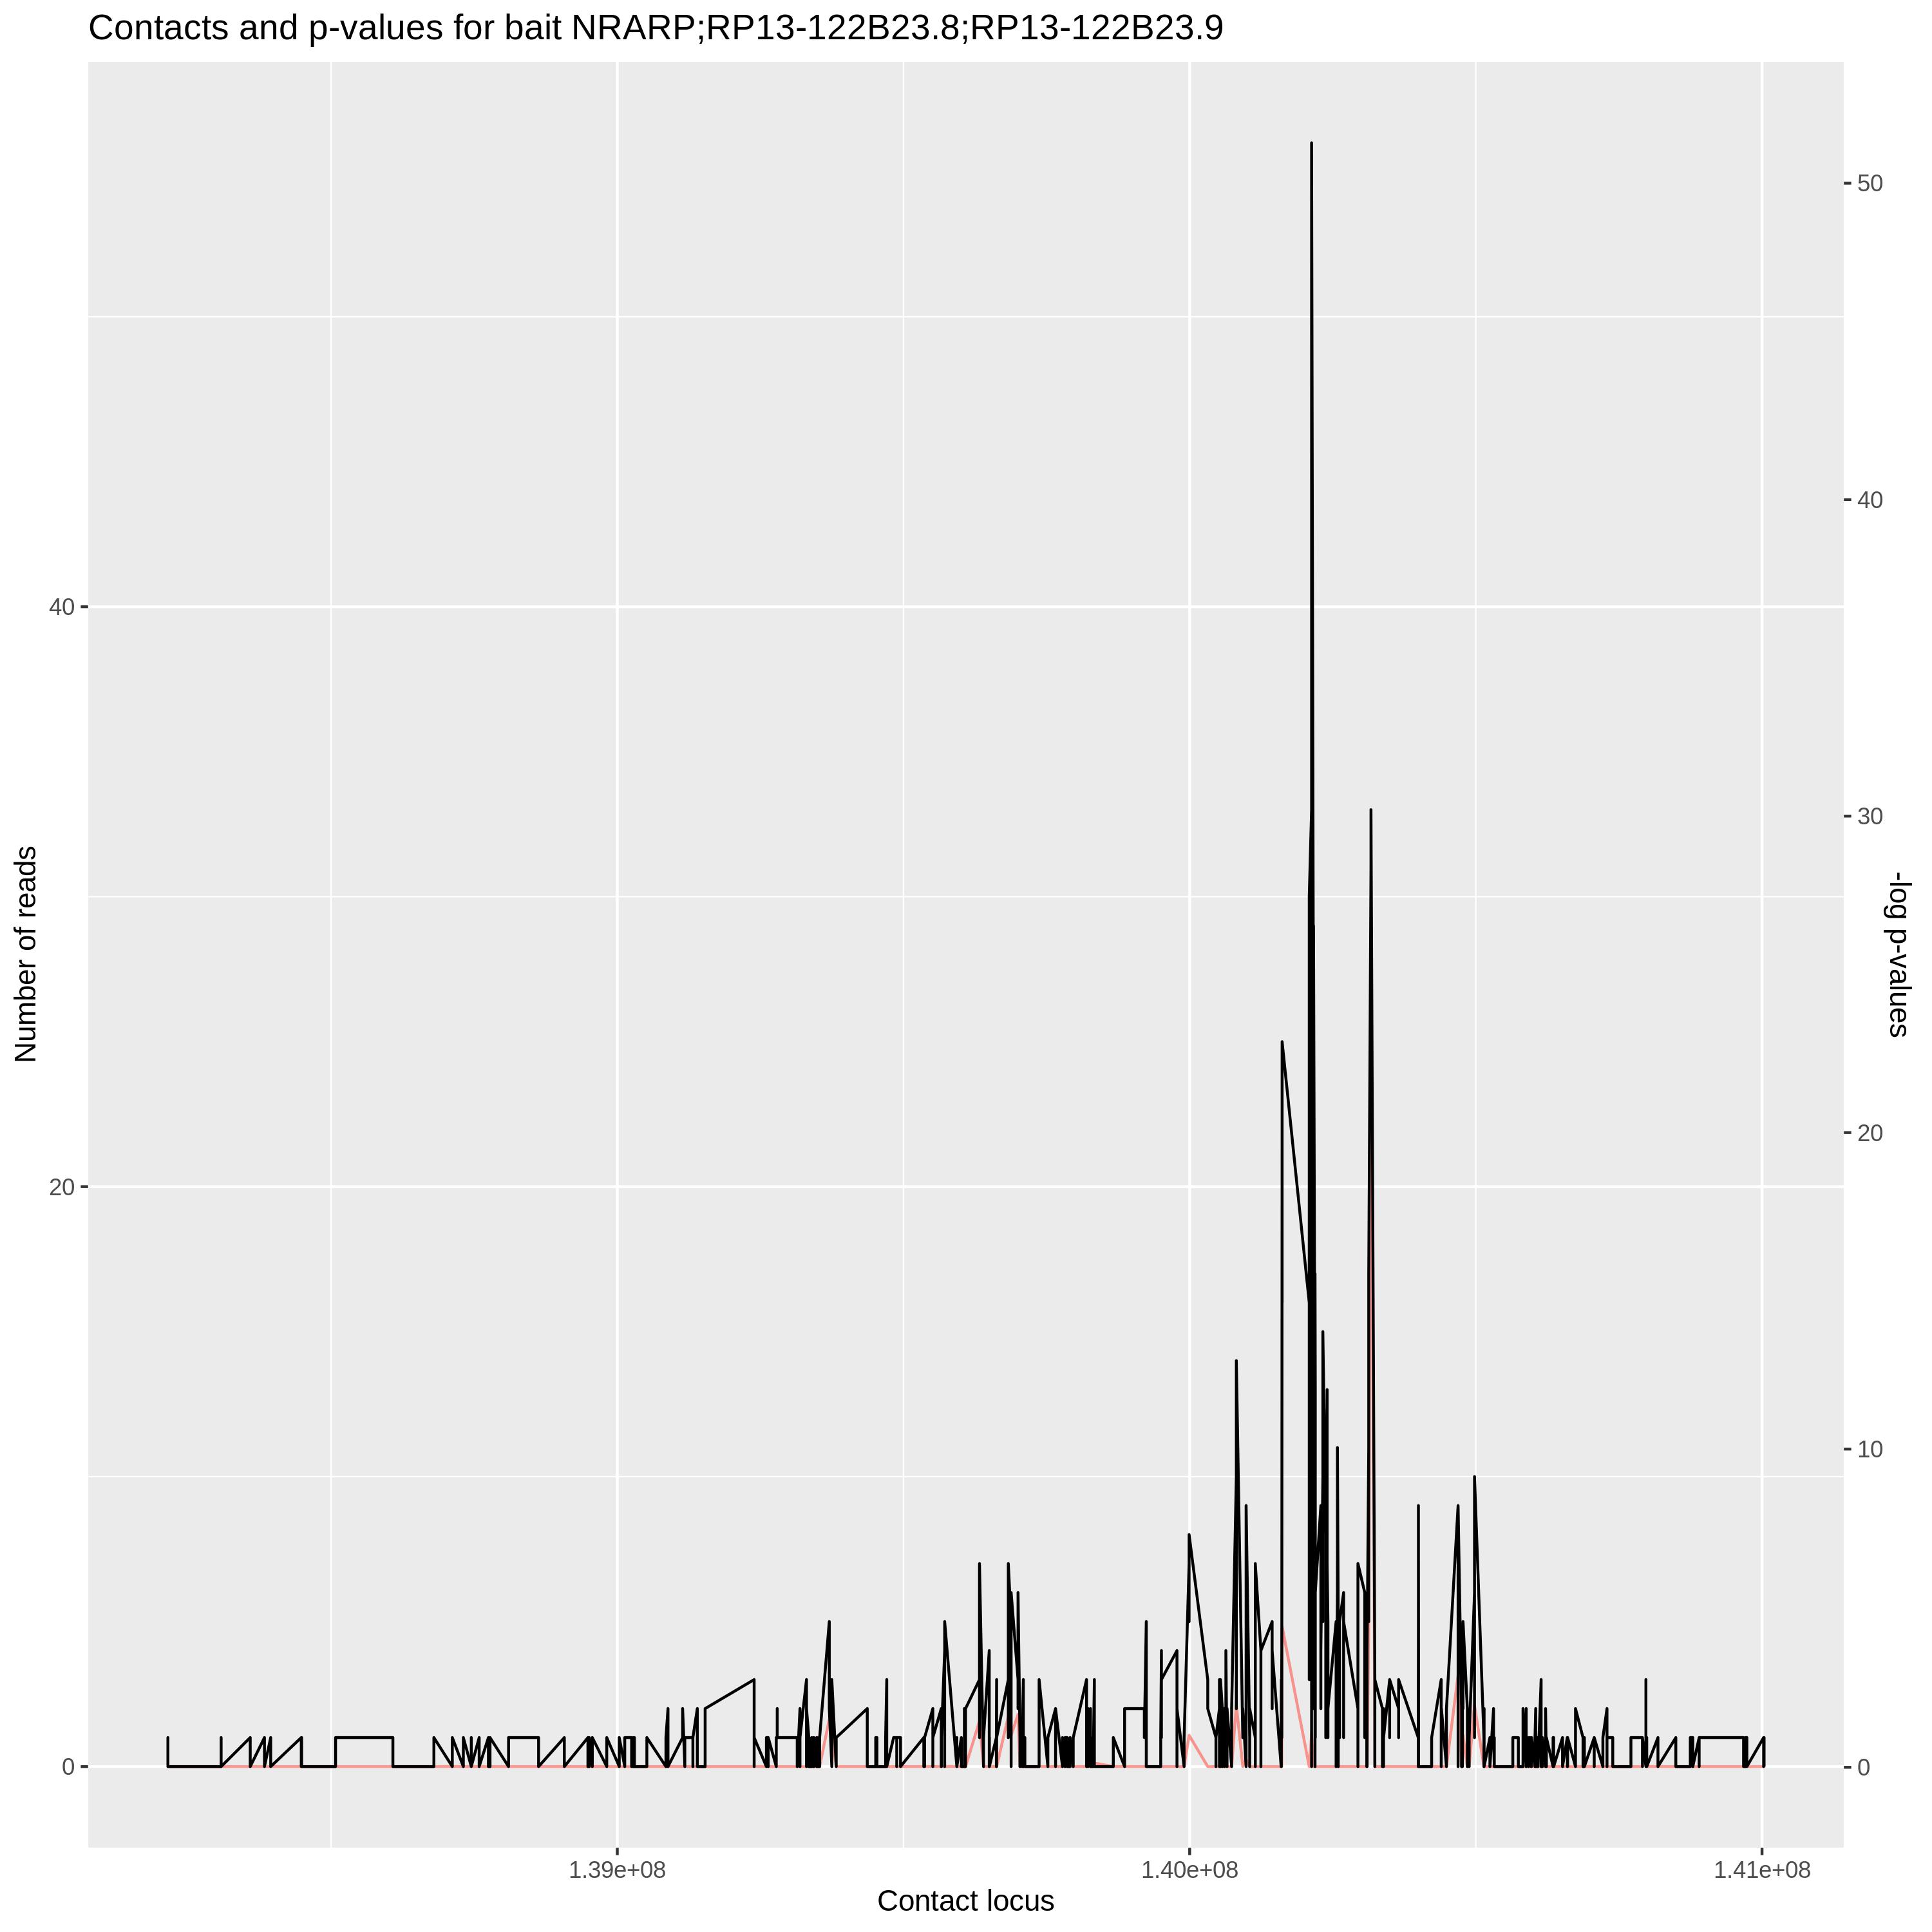 Contacts and p-values for bait NRARP;RP13-122B23.8;RP13-122B23.9
Number of reads
40
20
0
50
40
30
20
10
0
-log p-values
1.39e+08 1.40e+08 1.41e+08
Contact locus